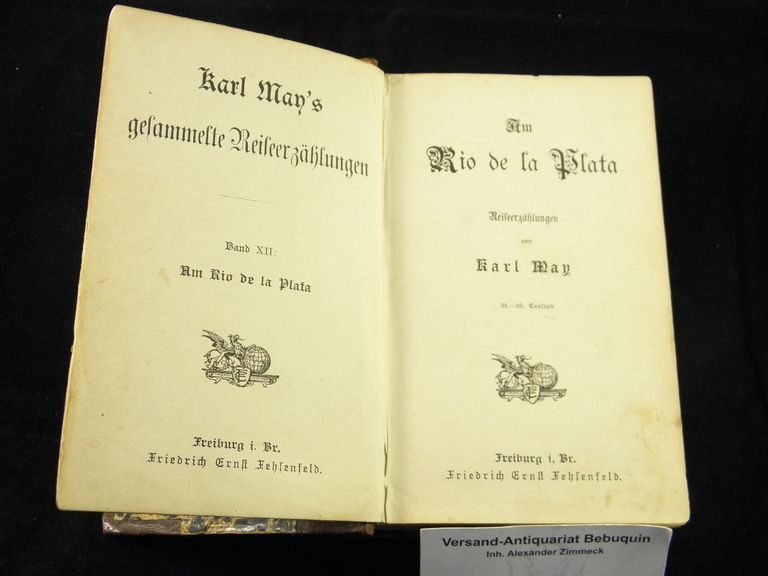 Karl May's
gesammelte Reiseerzählungen
Band XII:
Am Rio de la Plata
Freiburg i. Br.
Friedrich Ernst Fehsenfeld.
Am
Rio de la Plata
Reiseerzählungen
von
Karl May
Tausend
Freiburg i. Br.
Friedrich Ernst Fehsenfeld.
Versand-Antiquariat Bebuquin
Inh. Alexander Zimmeck